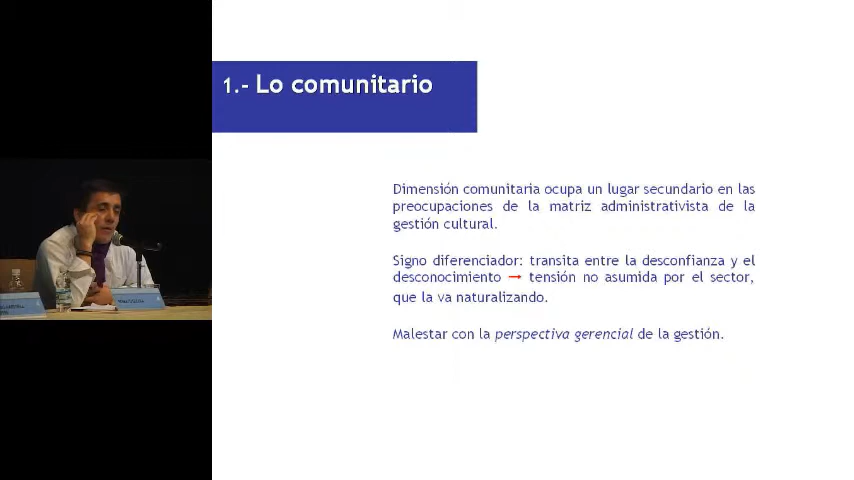 1.- Lo comunitario
Dimensión comunitaria ocupa un lugar secundario en las
preocupaciones de la matriz administrativista de la
gestión cultural.
Signo diferenciador: transita entre la desconfianza y el
desconocimiento → tensión no asumida por el sector,
que la va naturalizando.
Malestar con la perspectiva gerencial de la gestión.